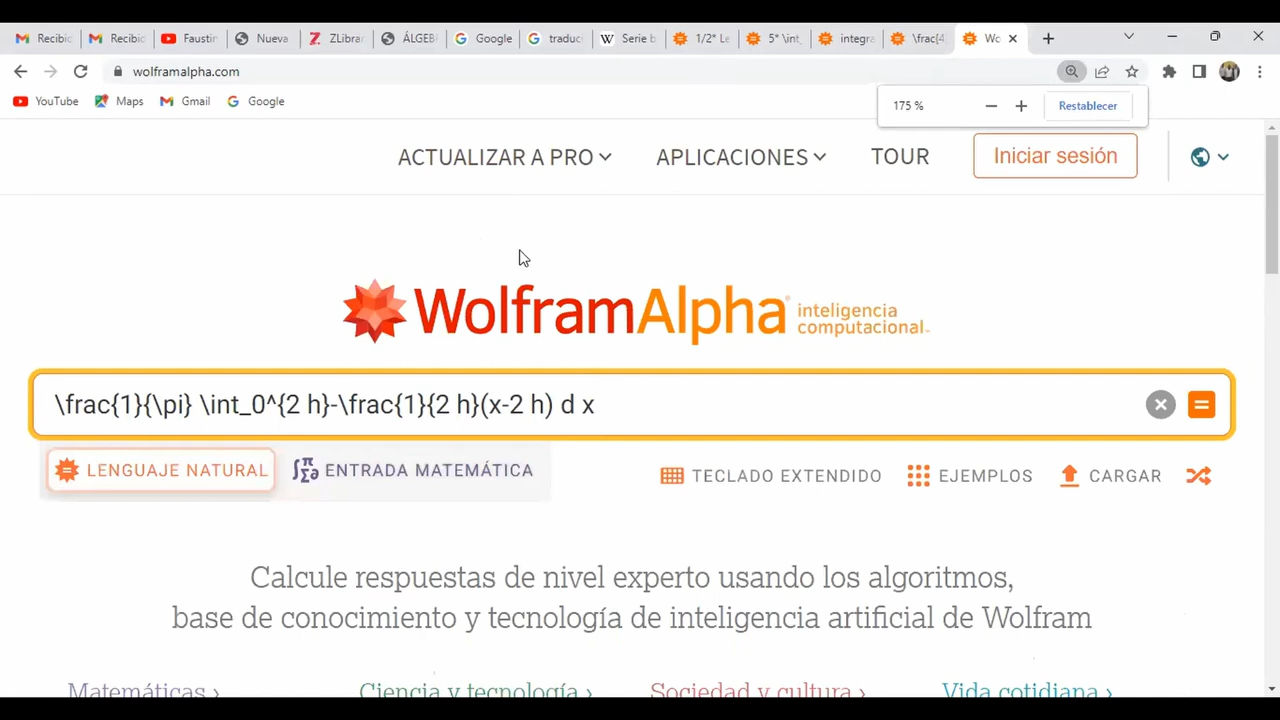 Recibid
Recibid
Faustin
Nueva
ZLibrar
ÁLGEB
Google
traduc
Serie b
1/2* Le
5* \int_
integra
\frac{4
Wo
wolframalpha.com
YouTube
Maps
Gmail
Google
175 %
Restablecer
ACTUALIZAR A PRO
APLICACIONES
TOUR
Iniciar sesión
WolframAlpha
inteligencia
computacional
\frac{1}{\pi} \int_0^{2 h}-\frac{1}{2 h}(x-2 h) d x
LENGUAJE NATURAL
ENTRADA MATEMÁTICA
TECLADO EXTENDIDO
EJEMPLOS
CARGAR
Calcule respuestas de nivel experto usando los algoritmos,
base de conocimiento y tecnología de inteligencia artificial de Wolfram
Matemáticas ›
Ciencia y tecnología ›
Sociedad y cultura ›
Vida cotidiana ›